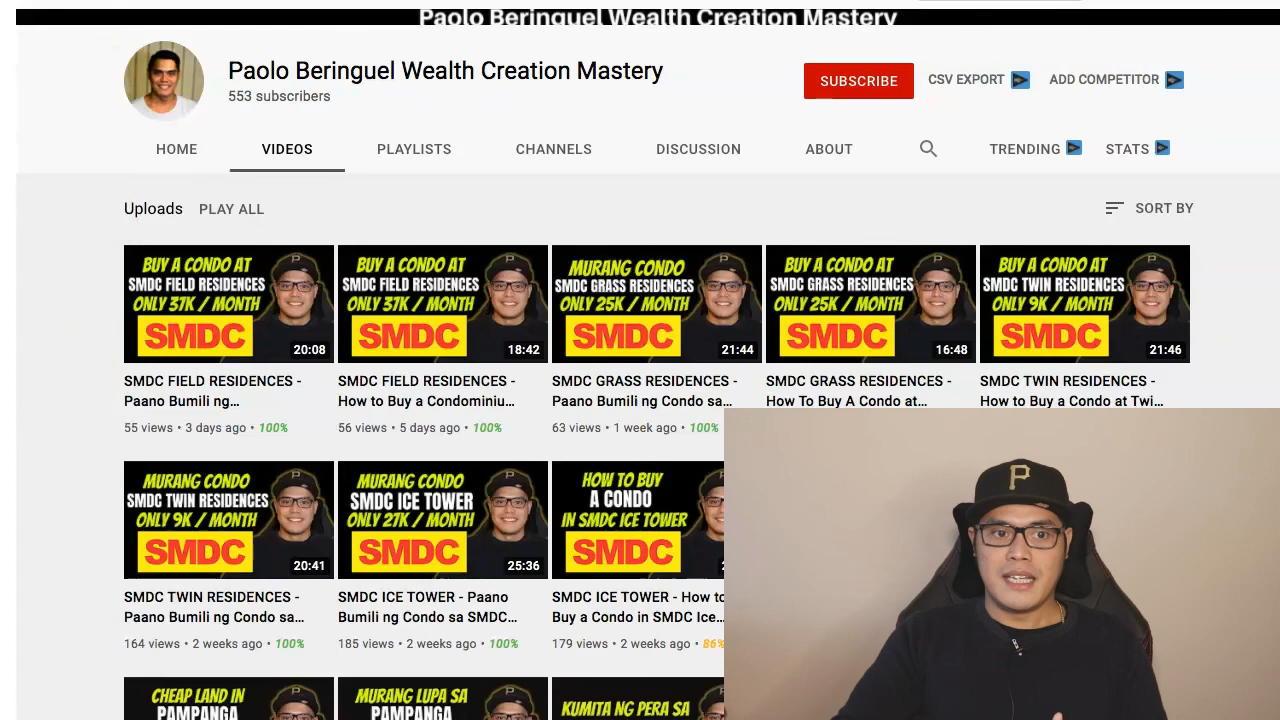 Paolo Beringuel Wealth Creation Mastery
Paolo Beringuel Wealth Creation Mastery
553 subscribers
SUBSCRIBE
CSV EXPORT
ADD COMPETITOR
HOME
VIDEOS
PLAYLISTS
CHANNELS
DISCUSSION
ABOUT
TRENDING
STATS
Uploads
PLAY ALL
SORT BY
BUY A CONDO AT
SMDC FIELD RESIDENCES
ONLY 37K / MONTH
SMDC
20:08
BUY A CONDO AT
SMDC FIELD RESIDENCES
ONLY 37K / MONTH
SMDC
18:42
MURANG CONDO
SMDC GRASS RESIDENCES
ONLY 25K / MONTH
SMDC
21:44
BUY A CONDO AT
SMDC GRASS RESIDENCES
ONLY 25K / MONTH
SMDC
16:48
BUY A CONDO AT
SMDC TWIN RESIDENCES
ONLY 9K / MONTH
SMDC
21:46
SMDC FIELD RESIDENCES -
Paano Bumili ng...
55 views • 3 days ago • 100%
SMDC FIELD RESIDENCES -
How to Buy a Condominiu...
56 views • 5 days ago • 100%
SMDC GRASS RESIDENCES -
Paano Bumili ng Condo sa...
63 views • 1 week ago • 100%
SMDC GRASS RESIDENCES -
How To Buy A Condo at...
SMDC TWIN RESIDENCES -
How to Buy a Condo at Twi...
MURANG CONDO
SMDC TWIN RESIDENCES
ONLY 9K / MONTH
SMDC
20:41
MURANG CONDO
SMDC ICE TOWER
ONLY 27K / MONTH
SMDC
25:36
HOW TO BUY
A CONDO
IN SMDC ICE TOWER
SMDC
SMDC TWIN RESIDENCES -
Paano Bumili ng Condo sa...
164 views • 2 weeks ago • 100%
SMDC ICE TOWER - Paano
Bumili ng Condo sa SMDC...
185 views • 2 weeks ago • 100%
SMDC ICE TOWER - How to
Buy a Condo in SMDC Ice...
179 views • 2 weeks ago • 86%
CHEAP LAND IN
PAMPANGA
MURANG LUPA SA
PAMPANGA
KUMITA NG PERA SA
P